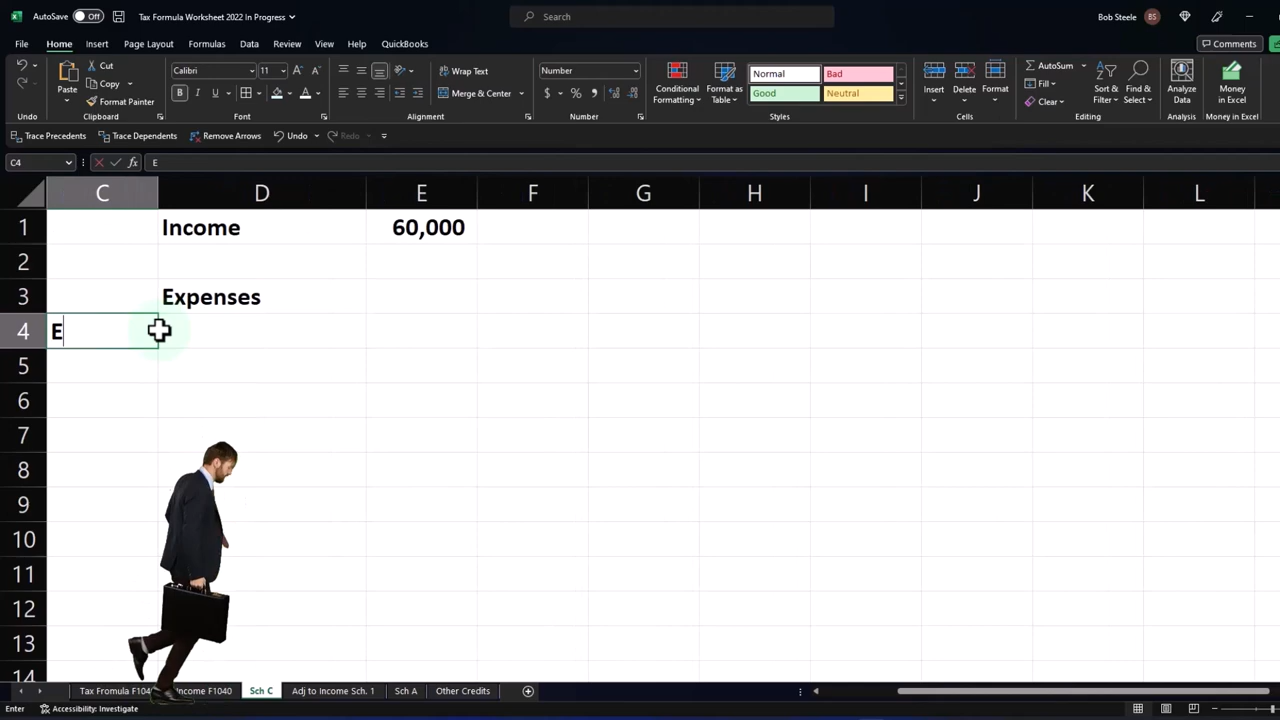 AutoSave Off Tax Formula Worksheet 2022 In Progress Search Bob Steele BS
File Home Insert Page Layout Formulas Data Review View Help QuickBooks Comments
Paste Cut Copy Format Painter Calibri 11 Wrap Text Merge & Center Number Conditional Formatting Format as Table Normal Bad Good Neutral Insert Delete Format AutoSum Fill Clear Sort & Filter Find & Select Analyze Data Money in Excel
Undo Clipboard Font Alignment Number Styles Cells Editing Analysis Money in Excel
Trace Precedents Trace Dependents Remove Arrows Undo Redo
C4 fx E
C D E F G H I J K L
1 Income 60,000
2
3 Expenses
4 E
5
6
7
8
9
10
11
12
13
14
Income F1040 Sch C Adj to Income Sch. 1 Sch A Other Credits
Enter Accessibility: Investigate